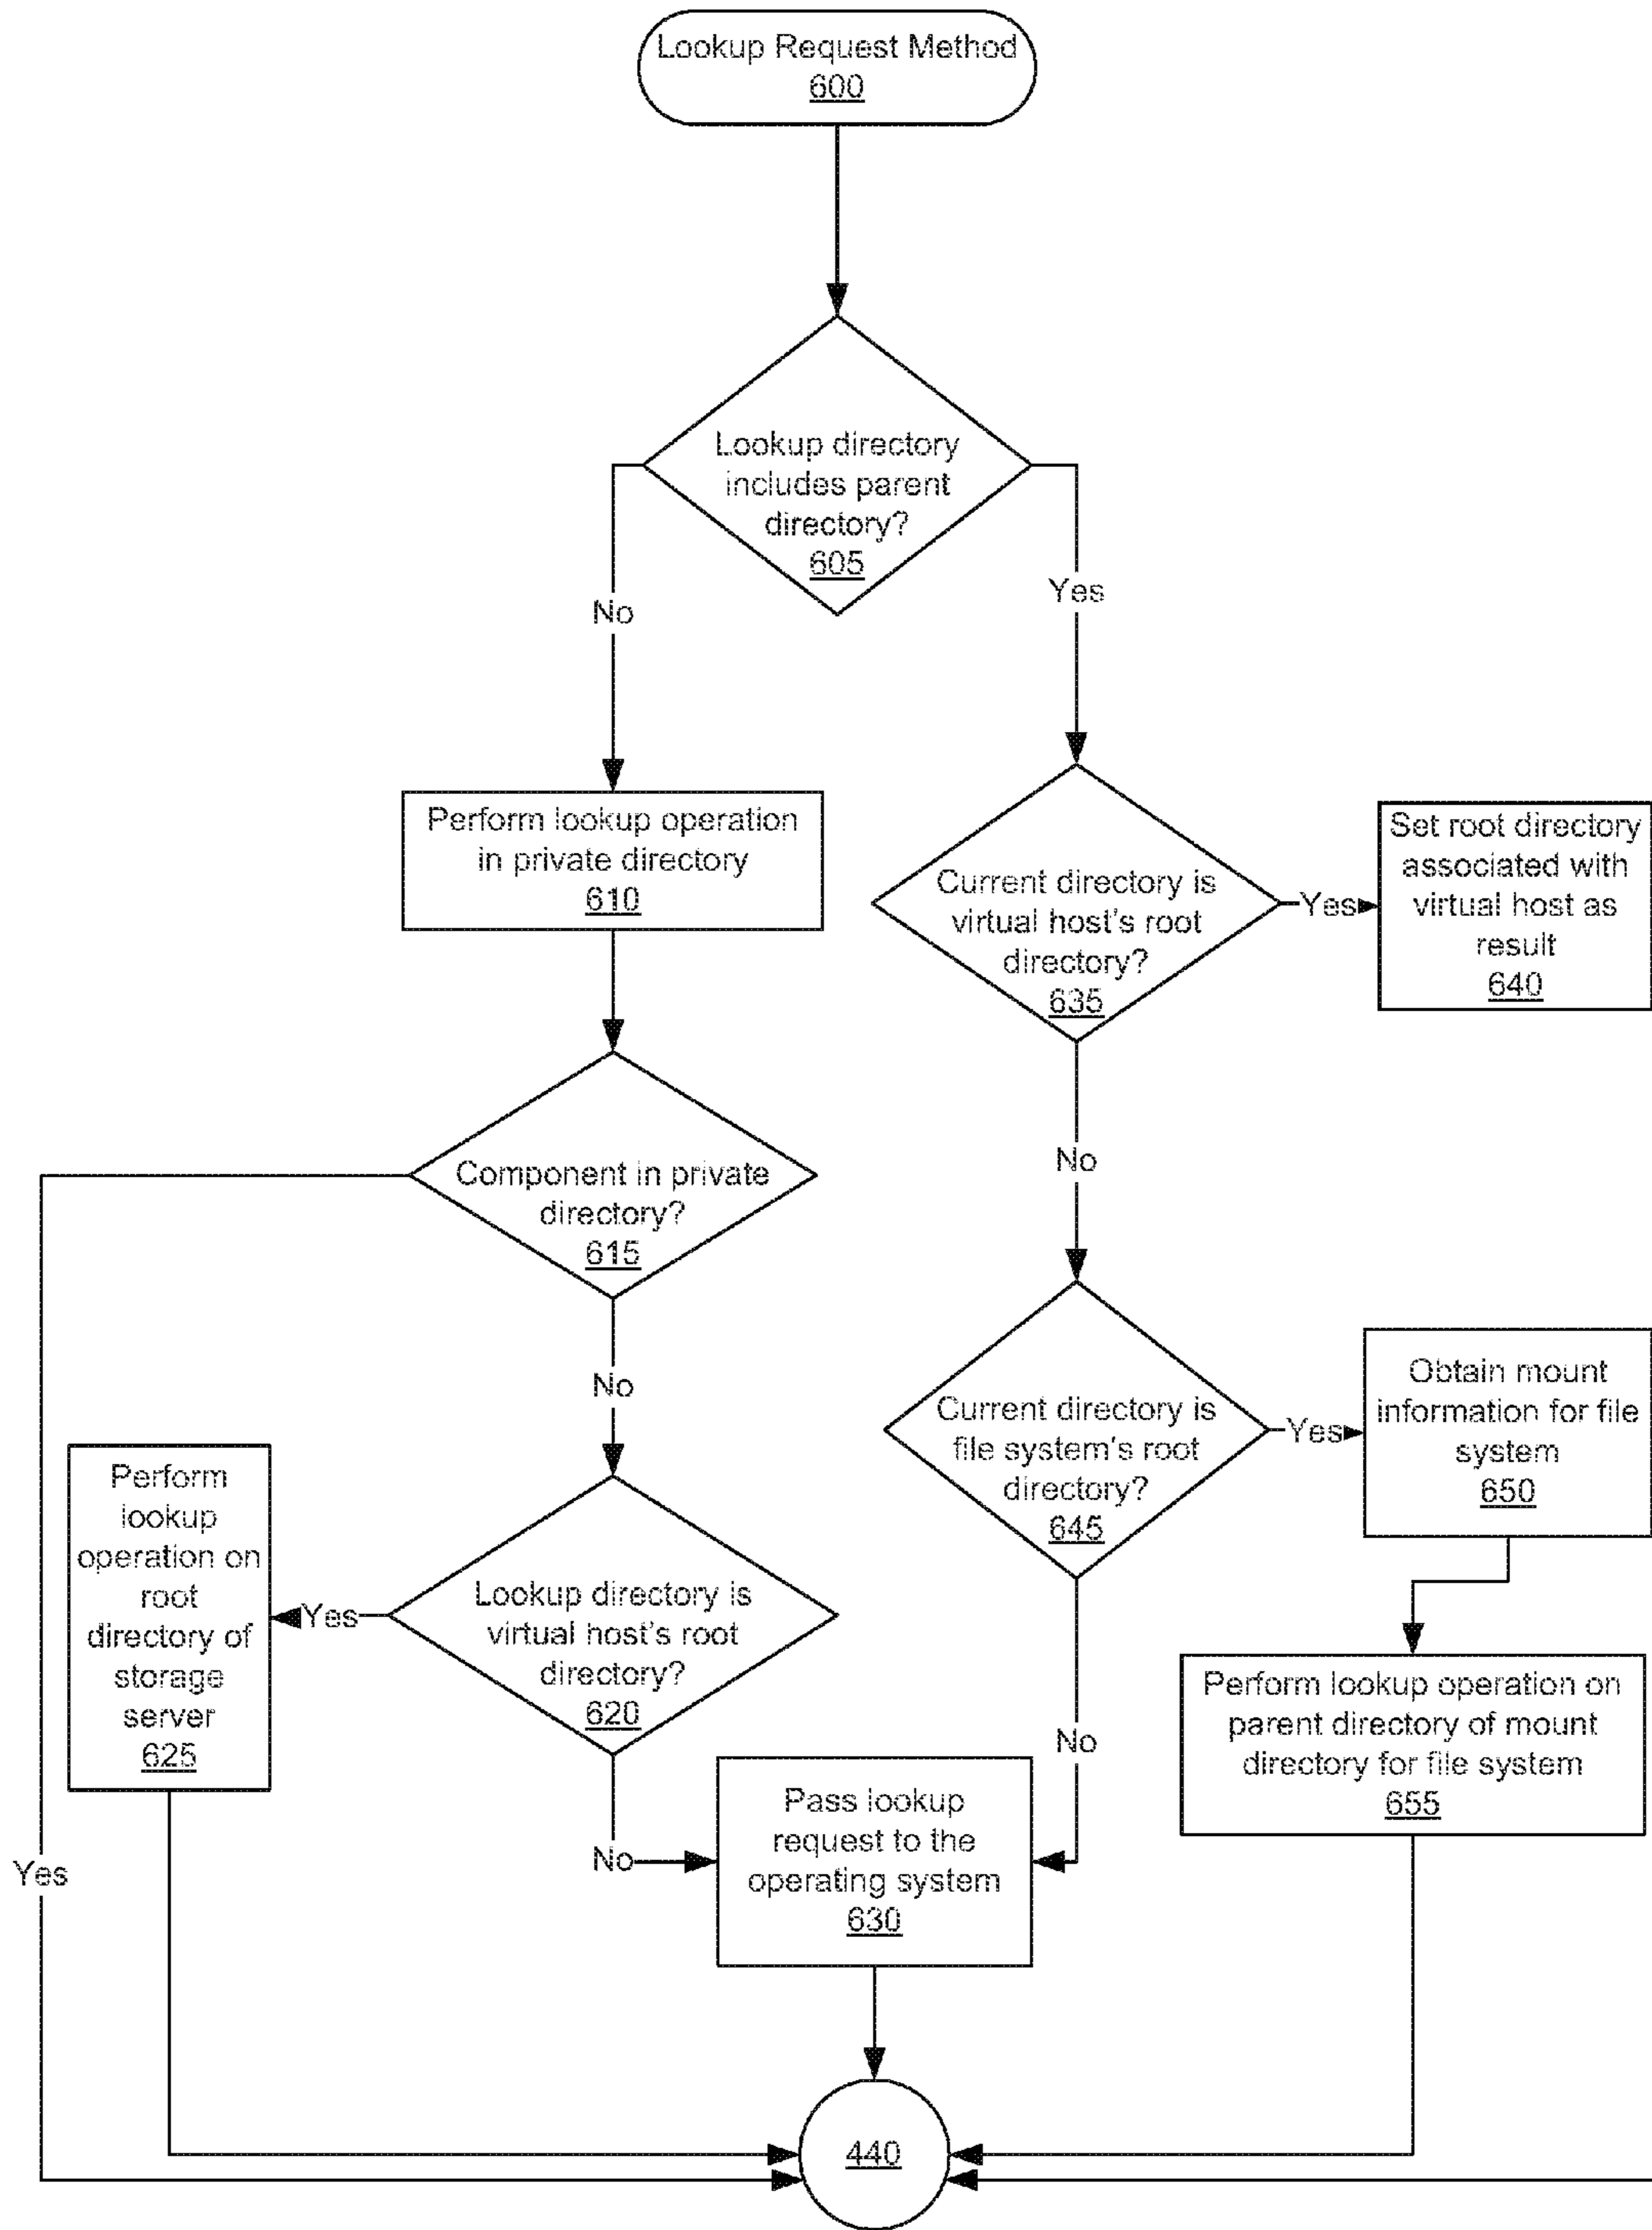 Lookup Request Method
600
Lookup directory
includes parent
directory?
605
No
Yes
Perform lookup operation
in private directory
610
Current directory is
virtual host's root
directory?
635
Yes
Set root directory
associated with
virtual host as
result
640
Component in private
directory?
615
No
No
Current directory is
file system's root
directory?
645
Yes
Obtain mount
information for file
system
650
Perform
lookup
operation on
root
directory of
storage
server
625
Yes
Lookup directory is
virtual host's root
directory?
620
No
Perform lookup operation on
parent directory of mount
directory for file system
655
Yes
No
Pass lookup
request to the
operating system
630
440